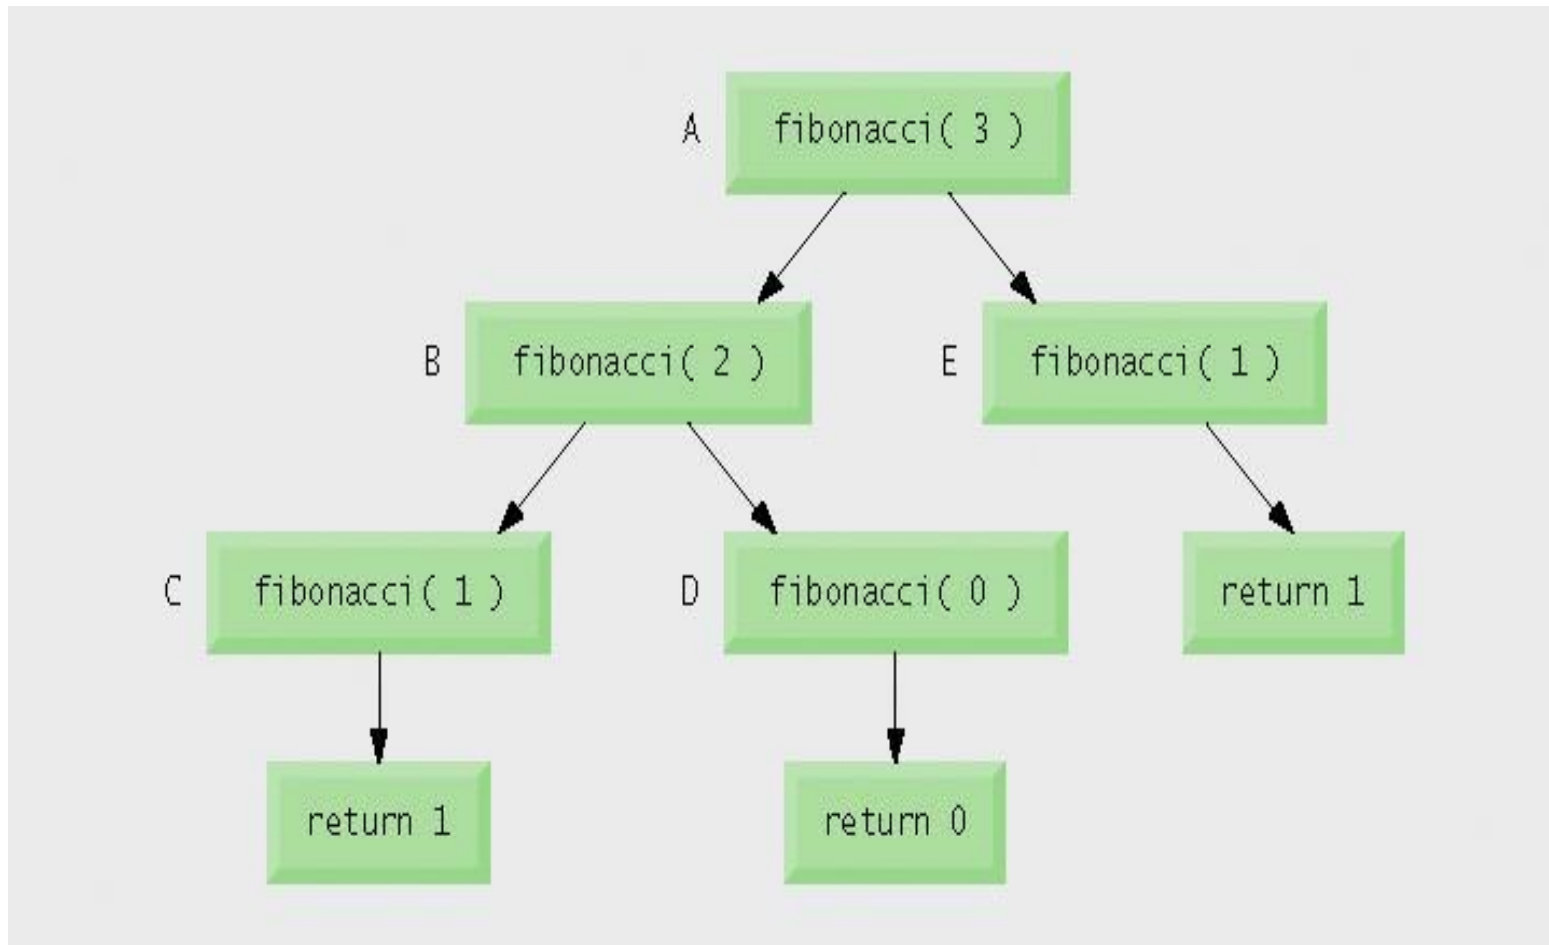 A fibonacci( 3 )
B fibonacci( 2 )
E fibonacci( 1 )
C fibonacci( 1 )
D fibonacci( 0 )
return 1
return 1
return 0